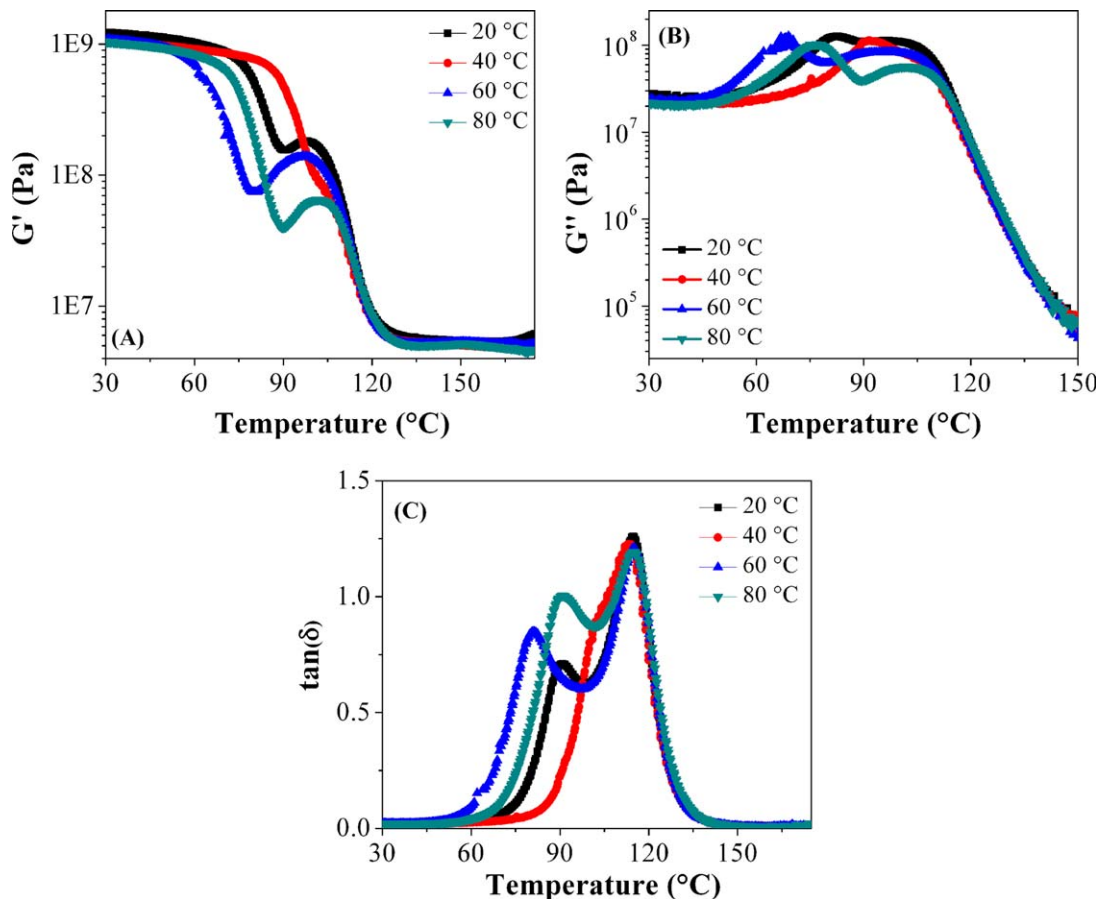 1E9
1E8
1E7
G' (Pa)
20 °C
40 °C
60 °C
80 °C
(A)
30 60 90 120 150
Temperature (°C)
10⁸
10⁷
10⁶
10⁵
G'' (Pa)
(B)
20 °C
40 °C
60 °C
80 °C
30 60 90 120 150
Temperature (°C)
1.5
1.0
0.5
0.0
tan(δ)
(C)
20 °C
40 °C
60 °C
80 °C
30 60 90 120 150
Temperature (°C)